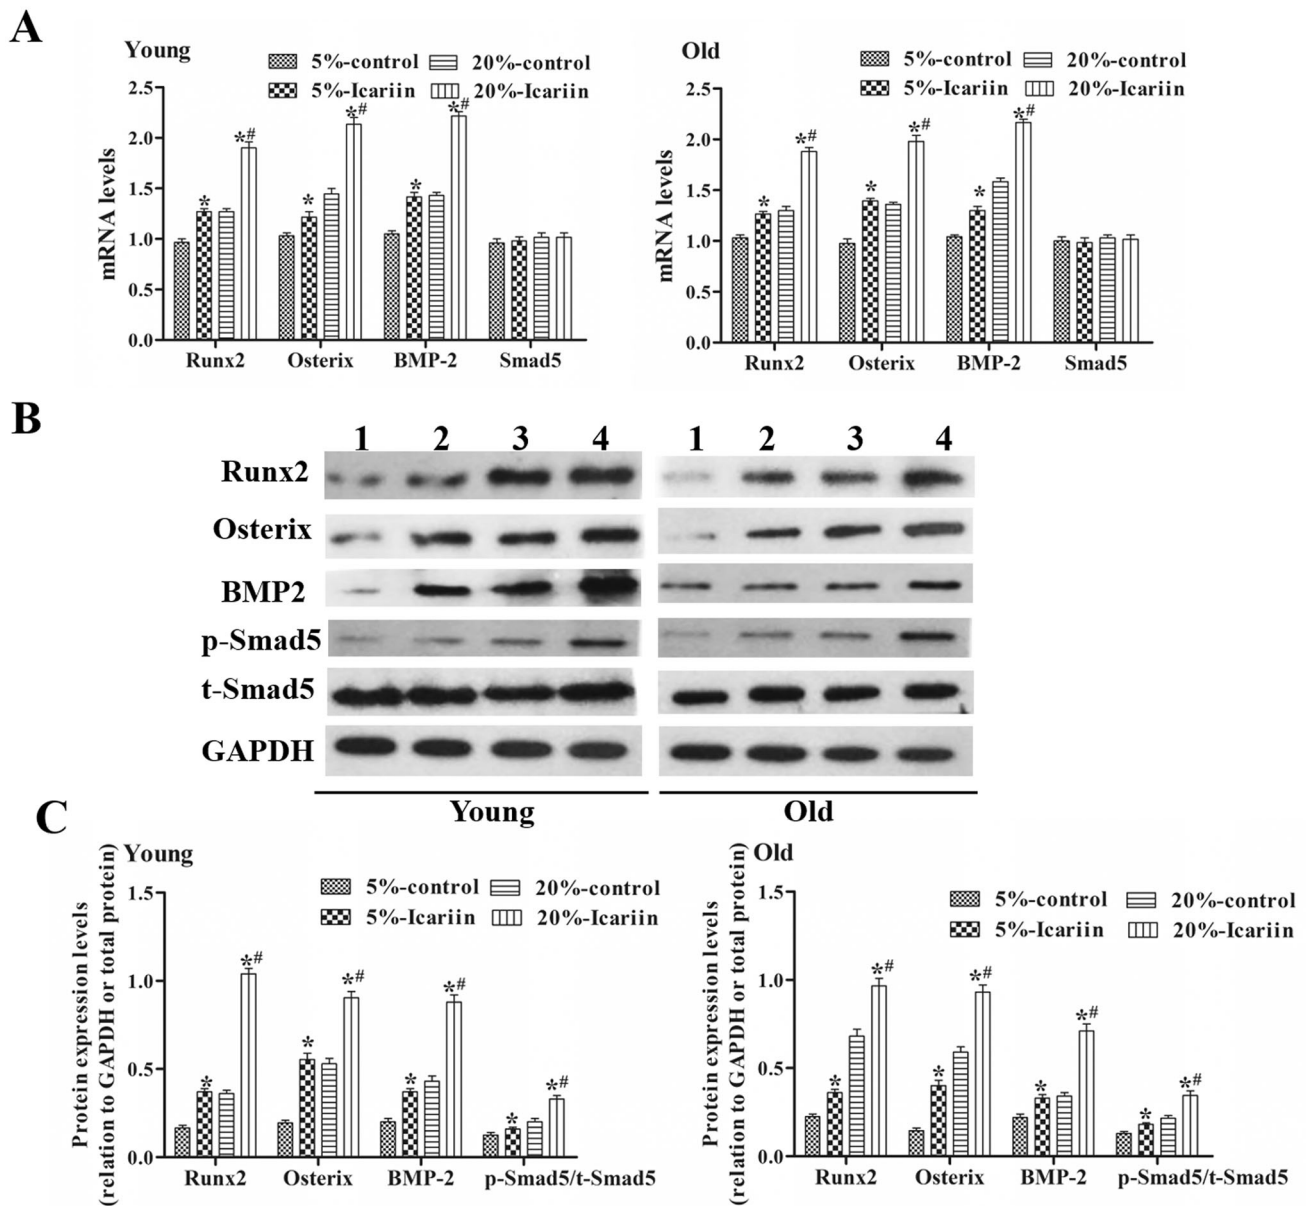 A
Young
5%-control 20%-control
5%-Icariin 20%-Icariin
mRNA levels
2.5
2.0
1.5
1.0
0.5
0.0
*
*#
*
*#
*
*#
Runx2 Osterix BMP-2 Smad5
Old
5%-control 20%-control
5%-Icariin 20%-Icariin
mRNA levels
2.5
2.0
1.5
1.0
0.5
0.0
*
*#
*
*#
*
*#
Runx2 Osterix BMP-2 Smad5
B
1 2 3 4 1 2 3 4
Runx2
Osterix
BMP2
p-Smad5
t-Smad5
GAPDH
Young Old
C
Young
5%-control 20%-control
5%-Icariin 20%-Icariin
Protein expression levels
(relation to GAPDH or total protein)
1.5
1.0
0.5
0.0
*
*#
*
*#
*
*#
*
*#
Runx2 Osterix BMP-2 p-Smad5/t-Smad5
Old
5%-control 20%-control
5%-Icariin 20%-Icariin
Protein expression levels
(relation to GAPDH or total protein)
1.5
1.0
0.5
0.0
*
*#
*
*#
*
*#
*
*#
Runx2 Osterix BMP-2 p-Smad5/t-Smad5